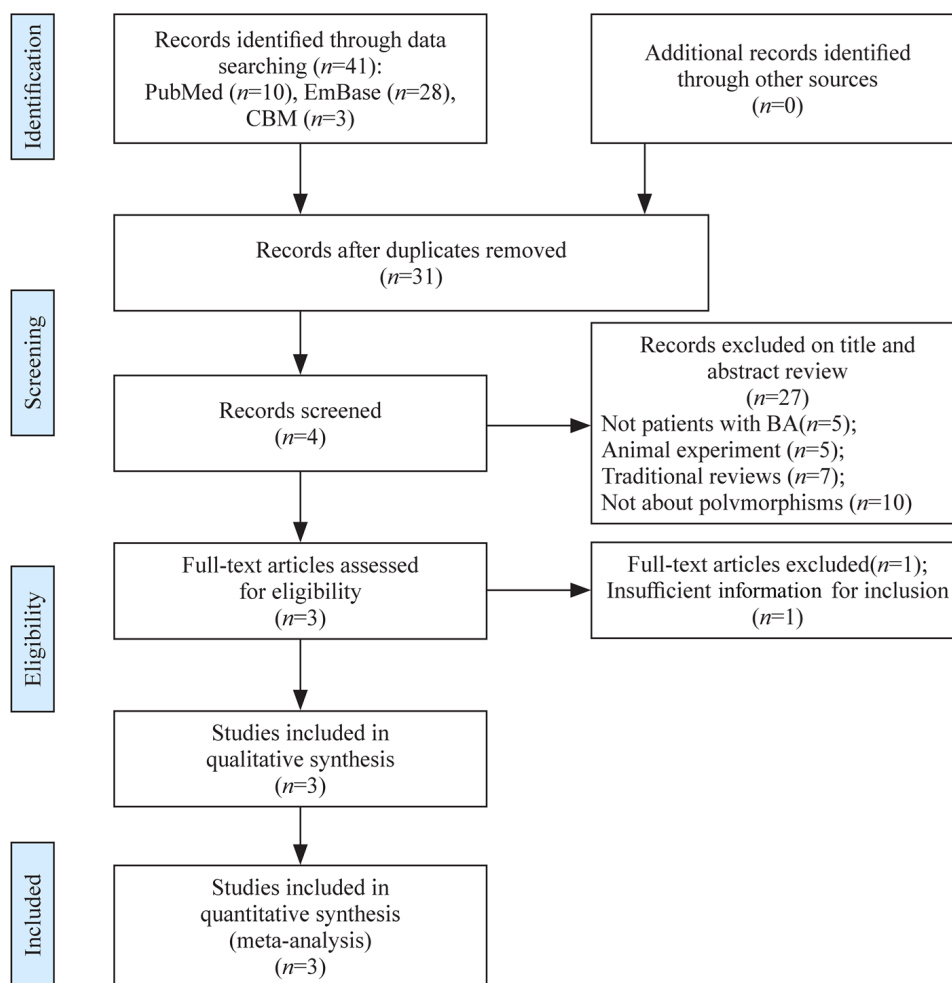 Identification
Records identified through data
searching (n=41):
PubMed (n=10), EmBase (n=28),
CBM (n=3)
Additional records identified
through other sources
(n=0)
Records after duplicates removed
(n=31)
Screening
Records screened
(n=4)
Records excluded on title and
abstract review
(n=27)
Not patients with BA(n=5);
Animal experiment (n=5);
Traditional reviews (n=7);
Not about polvmorphisms (n=10)
Eligibility
Full-text articles assessed
for eligibility
(n=3)
Full-text articles excluded(n=1);
Insufficient information for inclusion
(n=1)
Studies included in
qualitative synthesis
(n=3)
Included
Studies included in
quantitative synthesis
(meta-analysis)
(n=3)